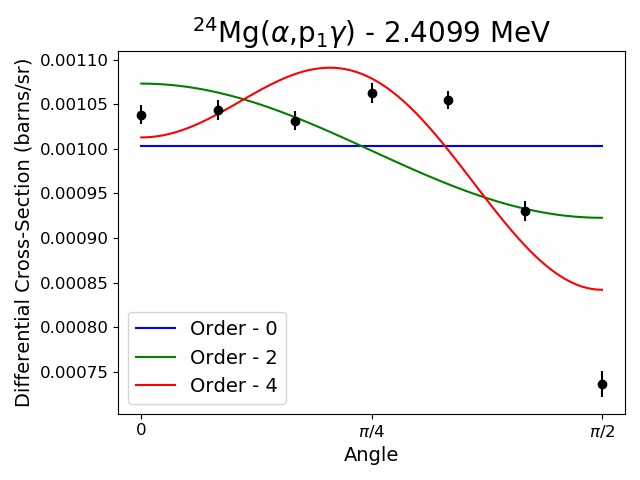 ²⁴Mg(α,p₁γ) - 2.4099 MeV
Differential Cross-Section (barns/sr)
0.00110
0.00105
0.00100
0.00095
0.00090
0.00085
0.00080
0.00075
Order - 0
Order - 2
Order - 4
0 π/4 π/2
Angle